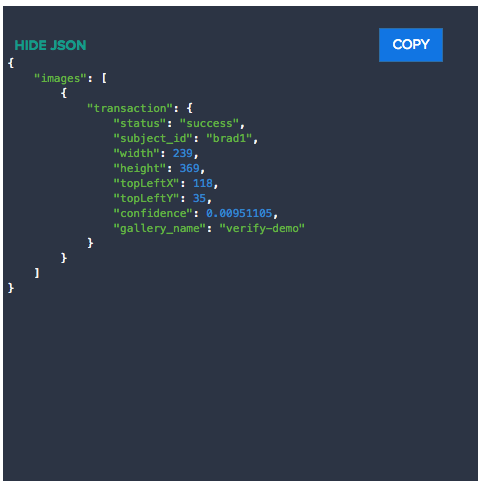 HIDE JSON
COPY
{
    "images": [
        {
            "transaction": {
                "status": "success",
                "subject_id": "brad1",
                "width": 239,
                "height": 369,
                "topLeftX": 118,
                "topLeftY": 35,
                "confidence": 0.00951105,
                "gallery_name": "verify-demo"
            }
        }
    ]
}